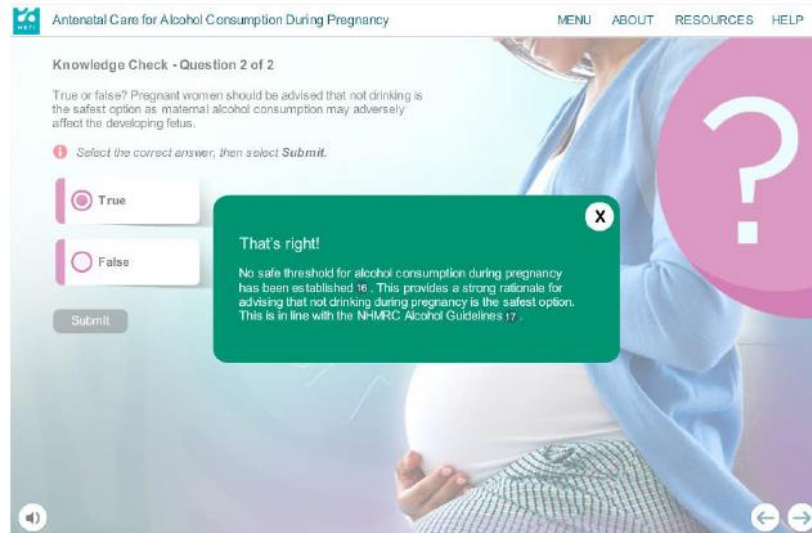 HETI
Antenatal Care for Alcohol Consumption During Pregnancy
MENU ABOUT RESOURCES HELP
Knowledge Check - Question 2 of 2
True or false? Pregnant women should be advised that not drinking is
the safest option as maternal alcohol consumption may adversely
affect the developing fetus.
i Select the correct answer, then select Submit.
True
False
Submit
X
That's right!
No safe threshold for alcohol consumption during pregnancy
has been established 16 . This provides a strong rationale for
advising that not drinking during pregnancy is the safest option.
This is in line with the NHMRC Alcohol Guidelines 17 .
?